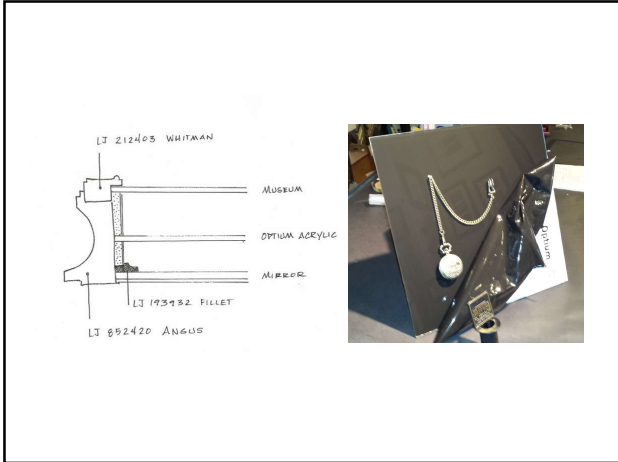 LJ 212403 WHITMAN
MUSEUM
OPTIUM ACRYLIC
MIRROR
LJ 193932 FILLET
LJ 852420 ANGUS
Optium